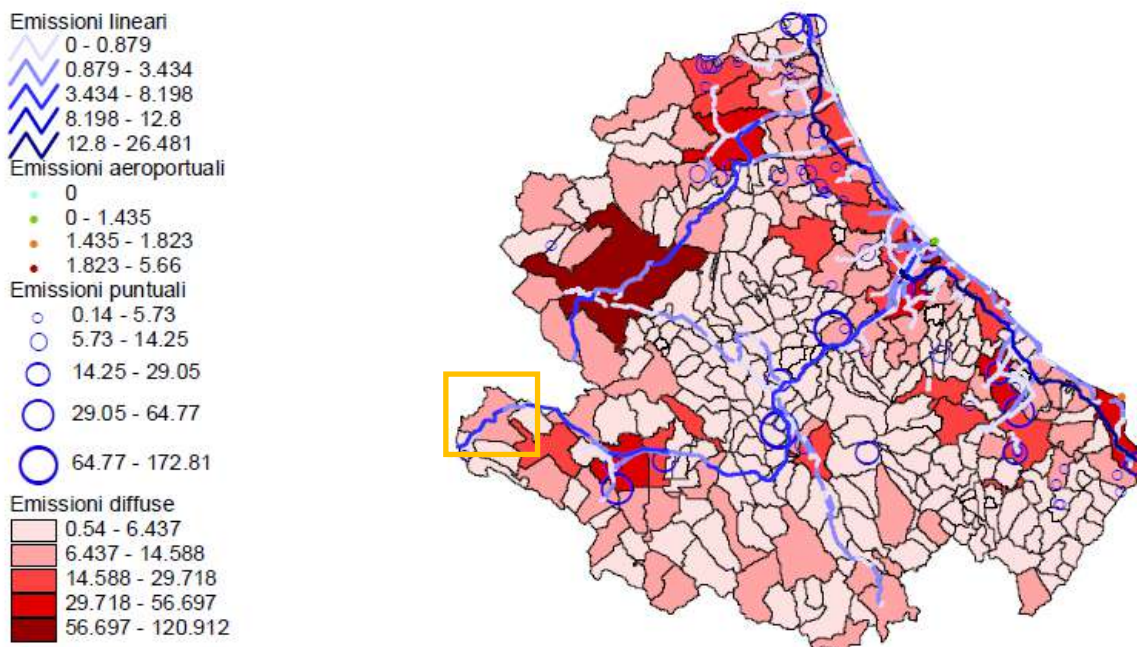 Emissioni lineari
0 - 0.879
0.879 - 3.434
3.434 - 8.198
8.198 - 12.8
12.8 - 26.481
Emissioni aeroportuali
0
0 - 1.435
1.435 - 1.823
1.823 - 5.66
Emissioni puntuali
0.14 - 5.73
5.73 - 14.25
14.25 - 29.05
29.05 - 64.77
64.77 - 172.81
Emissioni diffuse
0.54 - 6.437
6.437 - 14.588
14.588 - 29.718
29.718 - 56.697
56.697 - 120.912